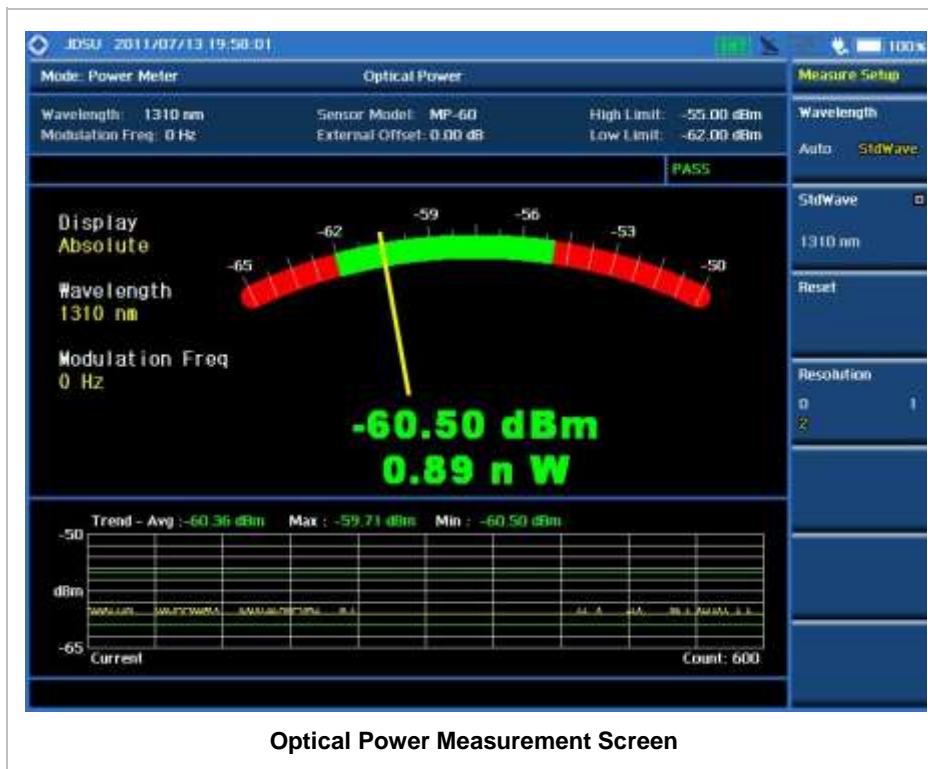 JDSU 2011/07/13 19:58:01
100%
Mode: Power Meter
Optical Power
Measure Setup
Wavelength: 1310 nm
Sensor Model: MP-60
High Limit: -55.00 dBm
Modulation Freq: 0 Hz
External Offset: 0.00 dB
Low Limit: -62.00 dBm
Wavelength
Auto StdWave
PASS
StdWave
1310 nm
Display
Absolute
Wavelength
1310 nm
Modulation Freq
0 Hz
-65
-62
-59
-56
-53
-50
Reset
Resolution
0 1
2
-60.50 dBm
0.89 n W
Trend - Avg :-60.36 dBm Max : -59.71 dBm Min : -60.50 dBm
-50
dBm
-65
Current
Count: 600
Optical Power Measurement Screen